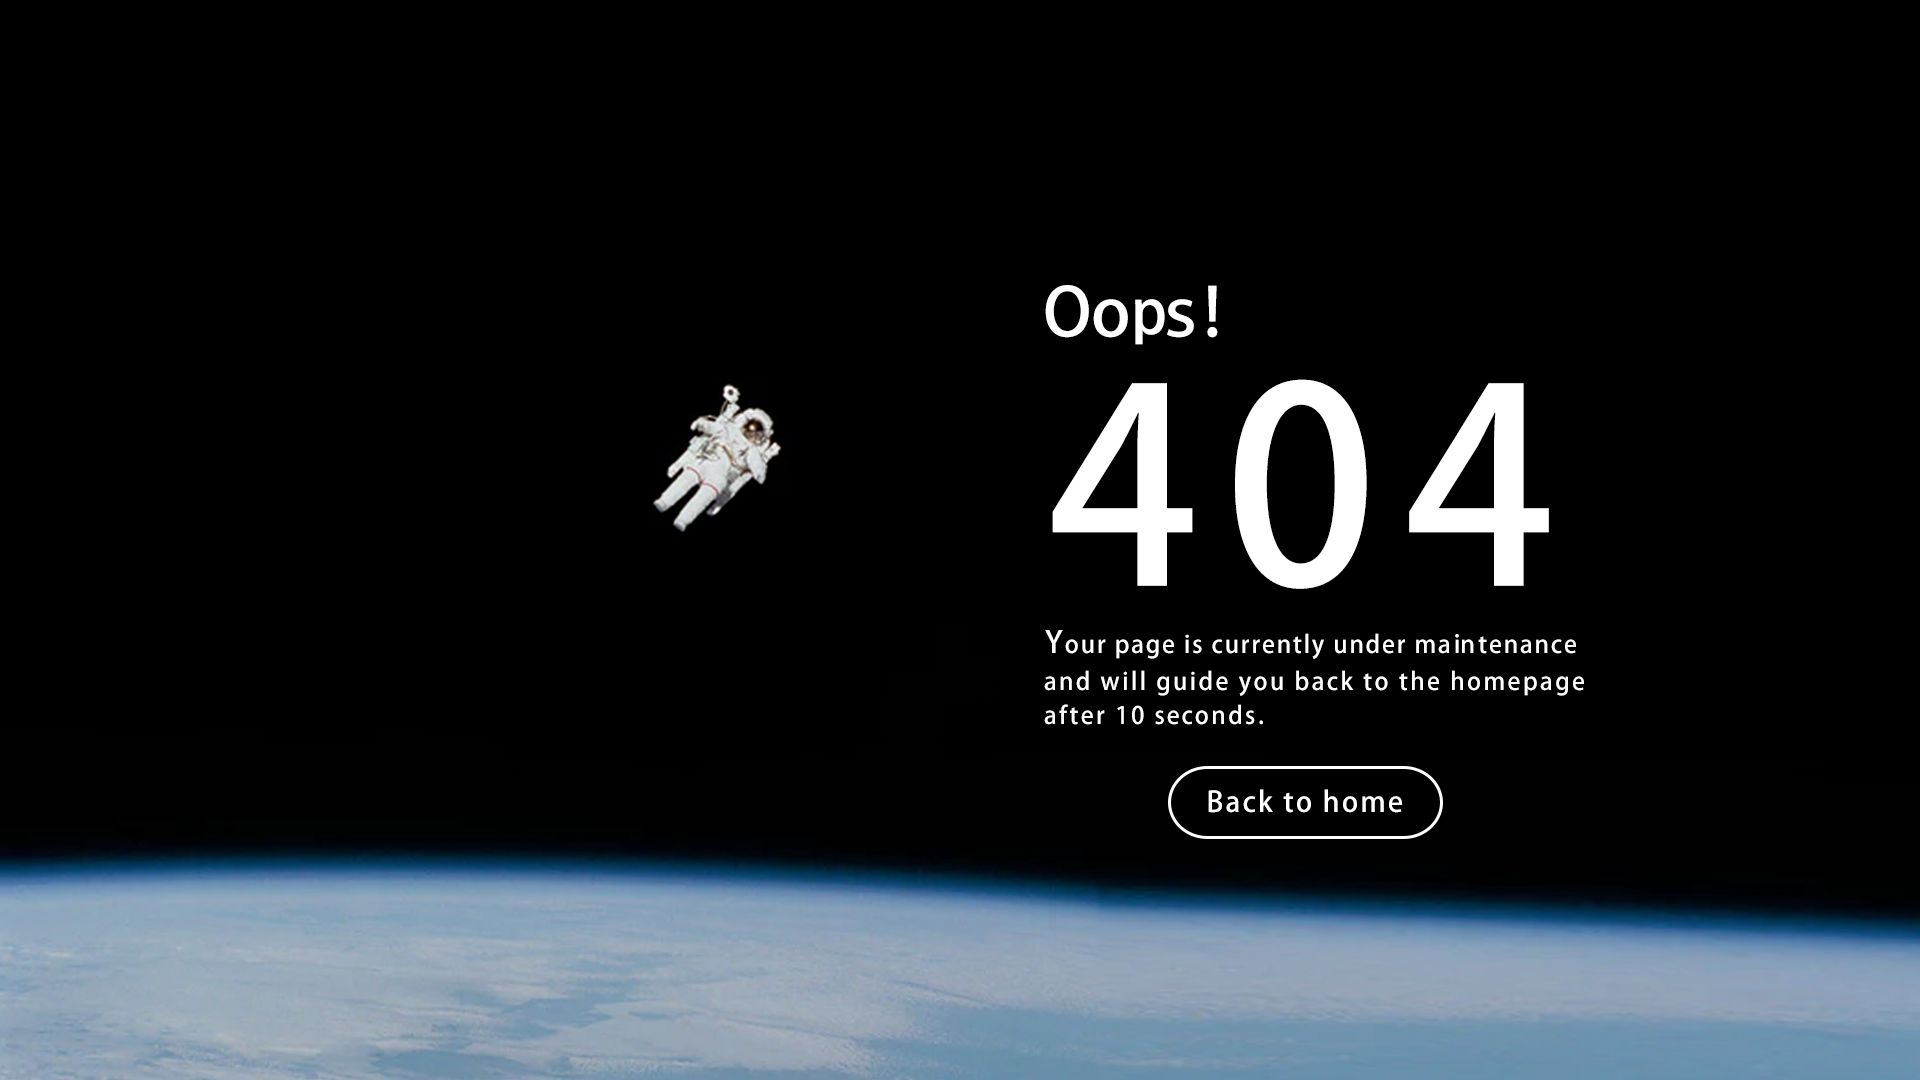 Oops!
404
Your page is currently under maintenance
and will guide you back to the homepage
after 10 seconds.
Back to home